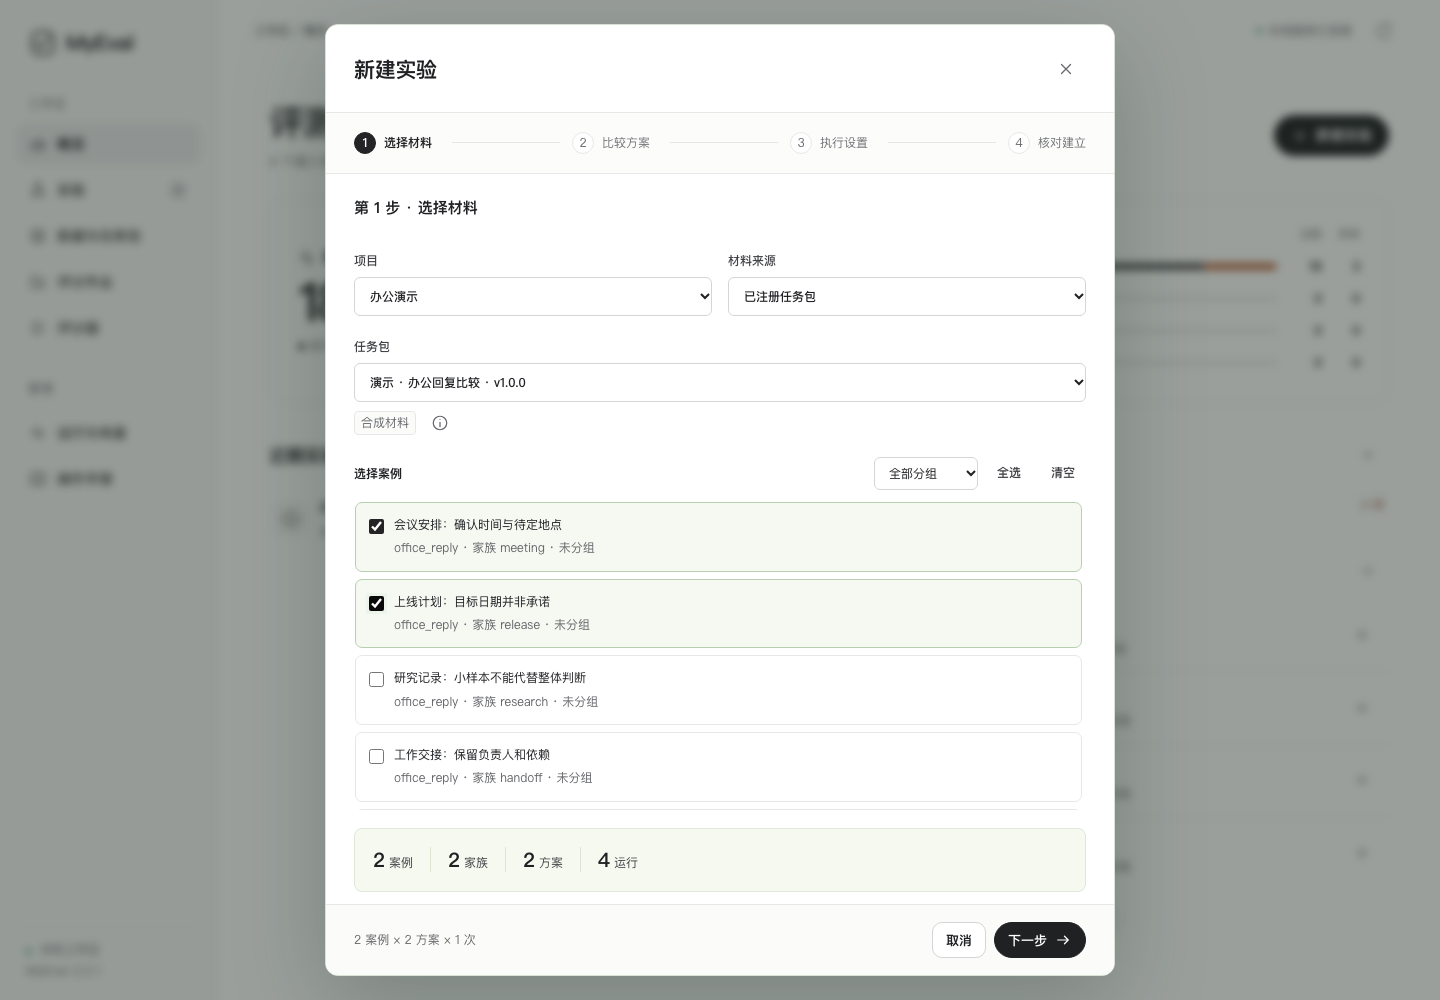 MyEval
新建实验
1 选择材料
2 比较方案
3 执行设置
4 核对建立
第 1 步 · 选择材料
项目
材料来源
办公演示
已注册任务包
任务包
演示 · 办公回复比较 · v1.0.0
合成材料
选择案例
全部分组
全选
清空
会议安排：确认时间与待定地点
office_reply · 家族 meeting · 未分组
上线计划：目标日期并非承诺
office_reply · 家族 release · 未分组
研究记录：小样本不能代替整体判断
office_reply · 家族 research · 未分组
工作交接：保留负责人和依赖
office_reply · 家族 handoff · 未分组
2 案例
2 家族
2 方案
4 运行
2 案例 × 2 方案 × 1 次
取消
下一步